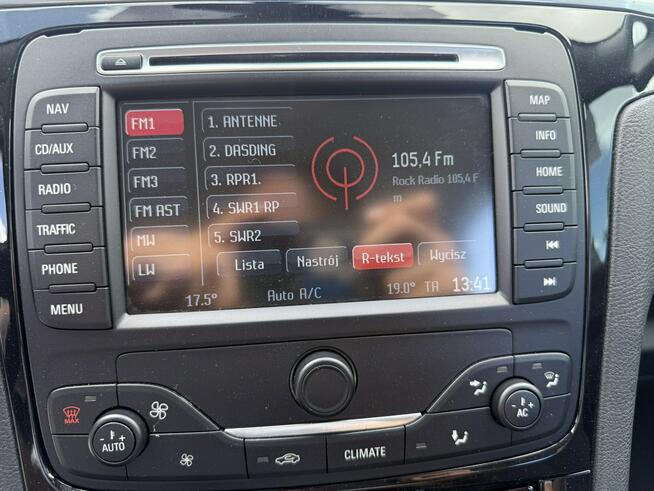 NAV
CD/AUX
RADIO
TRAFFIC
PHONE
MENU
FM1
FM2
FM3
FM AST
MW
LW
1. ANTENNE
2. DASDING
3. RPR1.
4. SWR1 RP
5. SWR2
105,4 Fm
Rock Radio 105,4 F
m
Lista
Nastrój
R-tekst
Wycisz
17.5°
Auto A/C
19.0°
TA
13:41
MAP
INFO
HOME
SOUND
MAX
AUTO
CLIMATE
AC